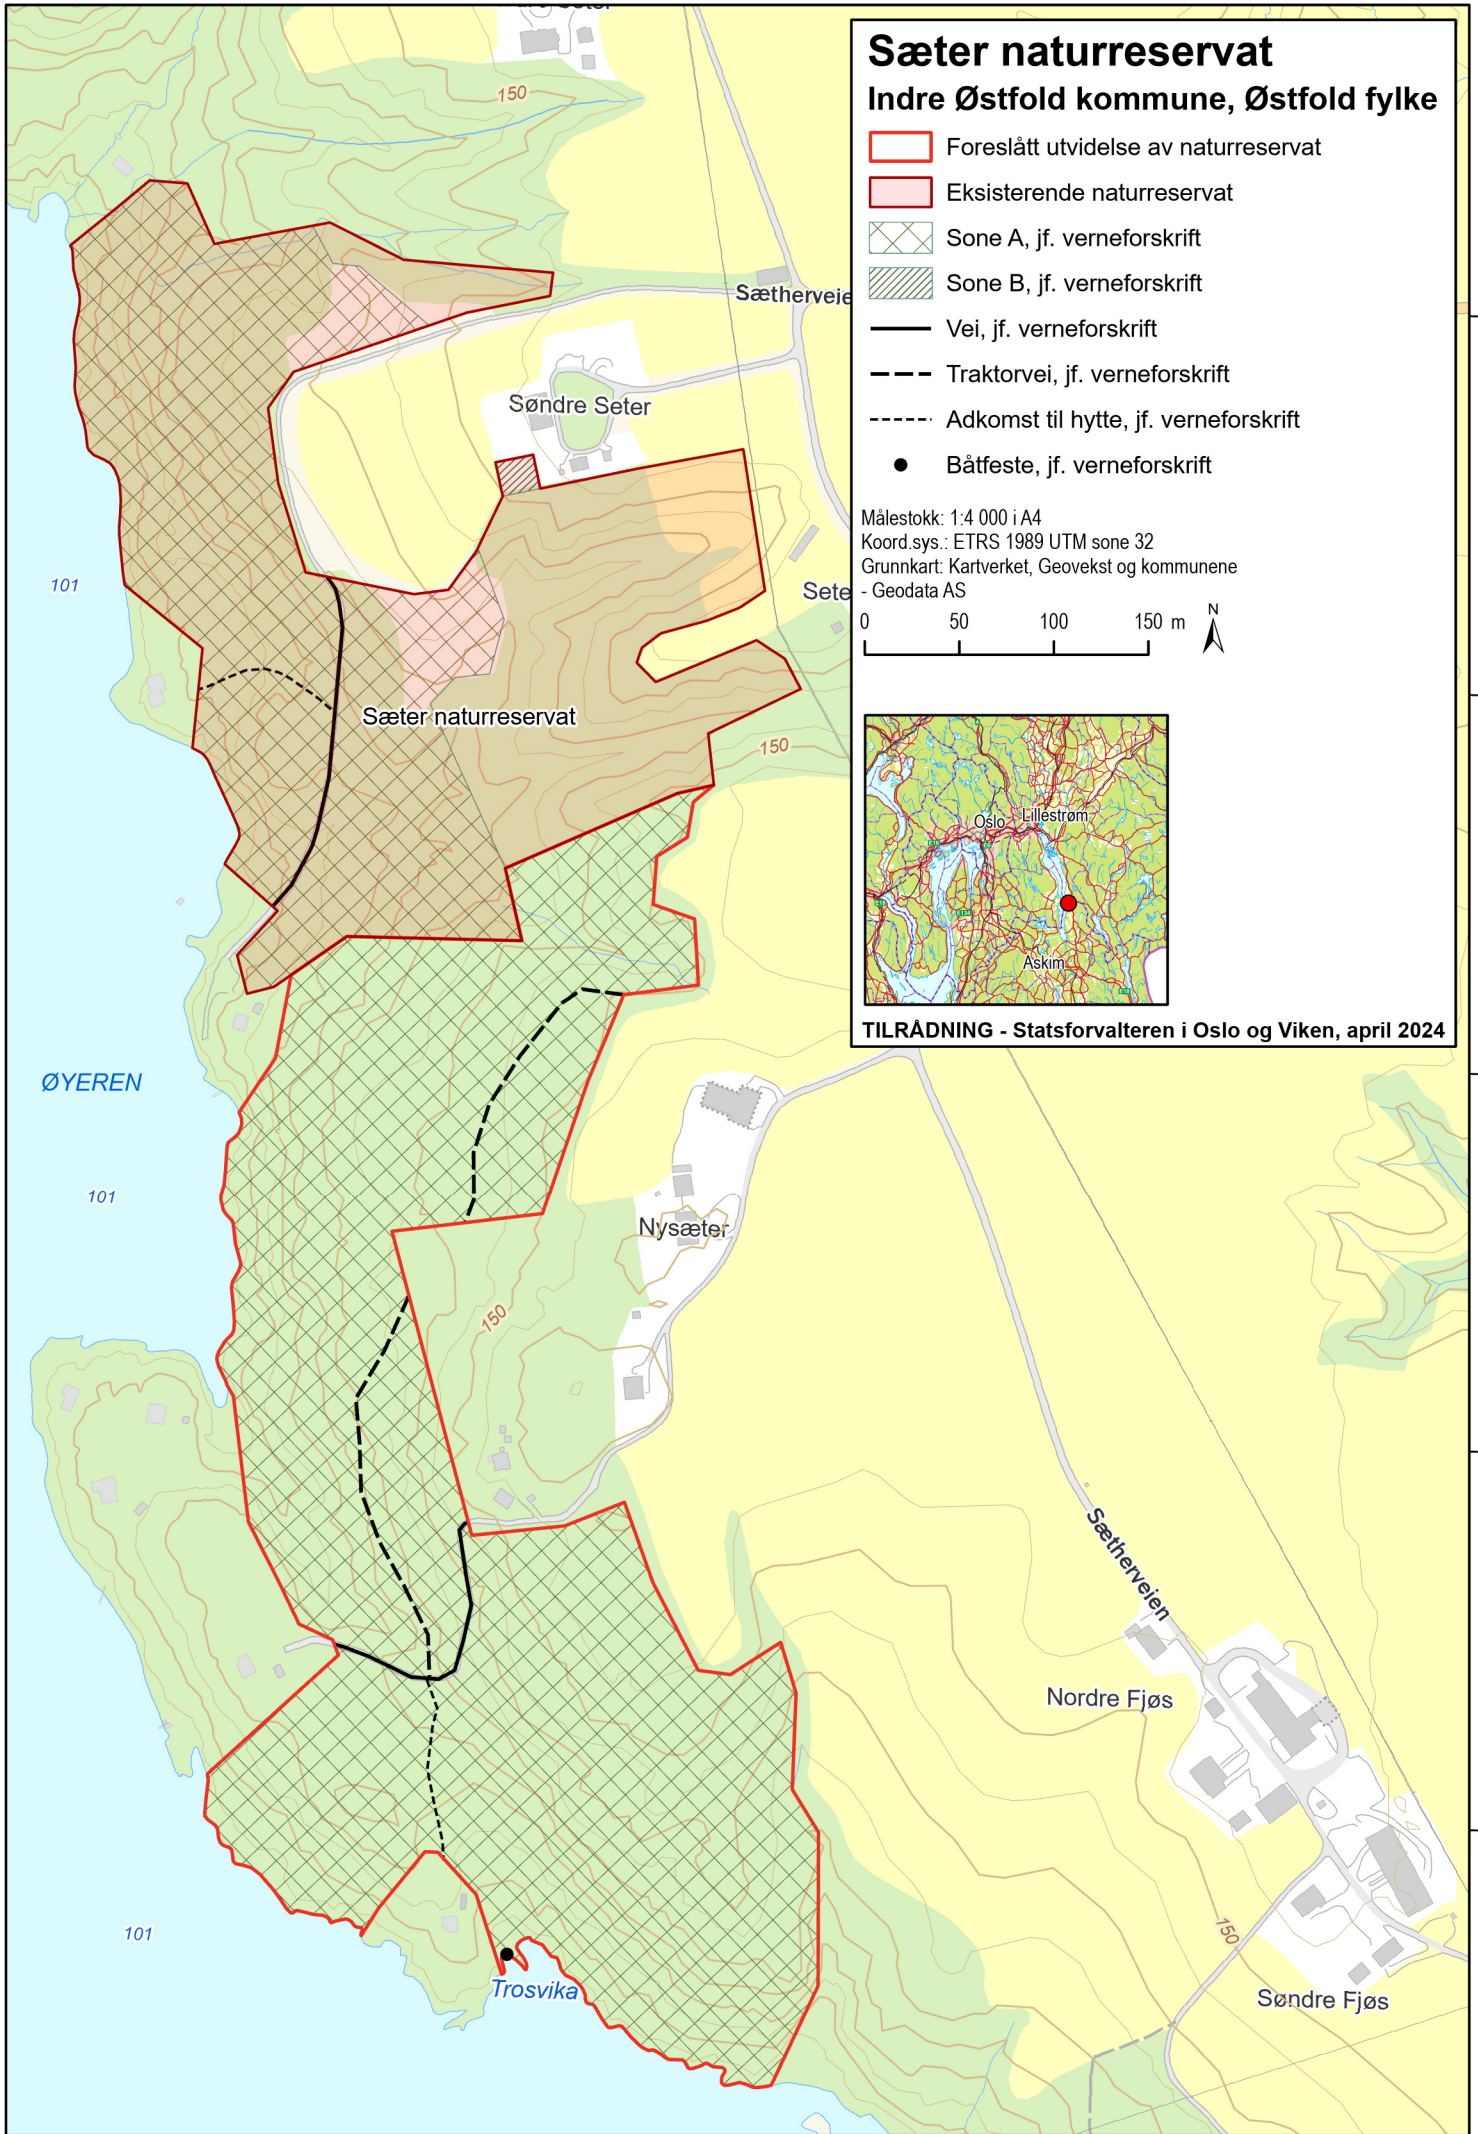 Sæter naturreservat
Indre Østfold kommune, Østfold fylke
Foreslått utvidelse av naturreservat
Eksisterende naturreservat
Sone A, jf. verneforskrift
Sone B, jf. verneforskrift
Vei, jf. verneforskrift
Traktorvei, jf. verneforskrift
Adkomst til hytte, jf. verneforskrift
Båtfeste, jf. verneforskrift
Målestokk: 1:4 000 i A4
Koord.sys.: ETRS 1989 UTM sone 32
Grunnkart: Kartverket, Geovekst og kommunene
- Geodata AS
0 50 100 150 m
N
Oslo
Lillestrøm
Askim
TILRÅDNING - Statsforvalteren i Oslo og Viken, april 2024
150
Sætherveie
Søndre Seter
101
Sete
Sæter naturreservat
150
ØYEREN
101
Nysæter
150
Sætherveien
Nordre Fjøs
101
150
Trosvika
Søndre Fjøs